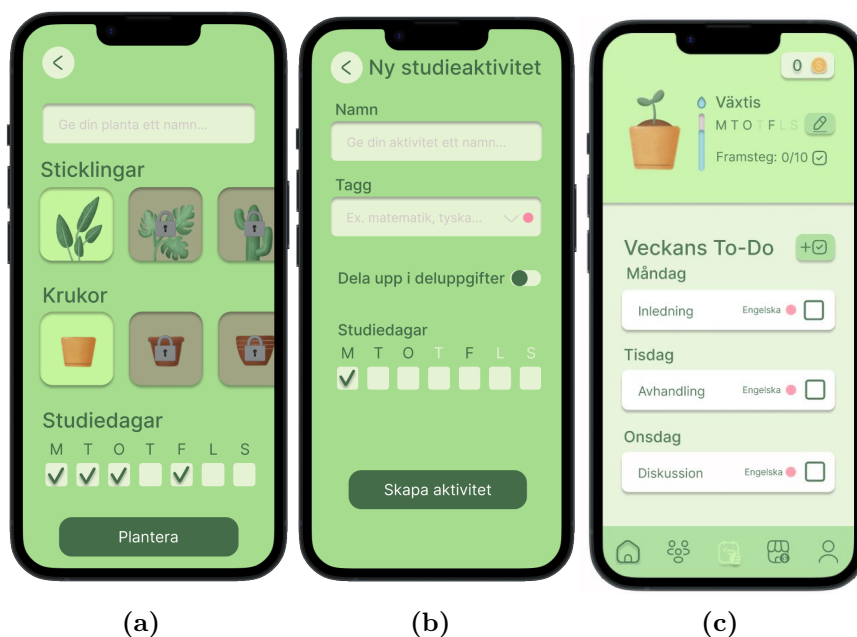 Ge din planta ett namn...
Sticklingar
Krukor
Studiedagar
M T O T F L S
Plantera
(a)
Ny studieaktivitet
Namn
Ge din aktivitet ett namn...
Tagg
Ex. matematik, tyska...
Dela upp i deluppgifter
Studiedagar
M T O T F L S
Skapa aktivitet
(b)
0
Växtis
M T O T F L S
Framsteg: 0/10
Veckans To-Do
Måndag
Inledning Engelska
Tisdag
Avhandling Engelska
Onsdag
Diskussion Engelska
(c)